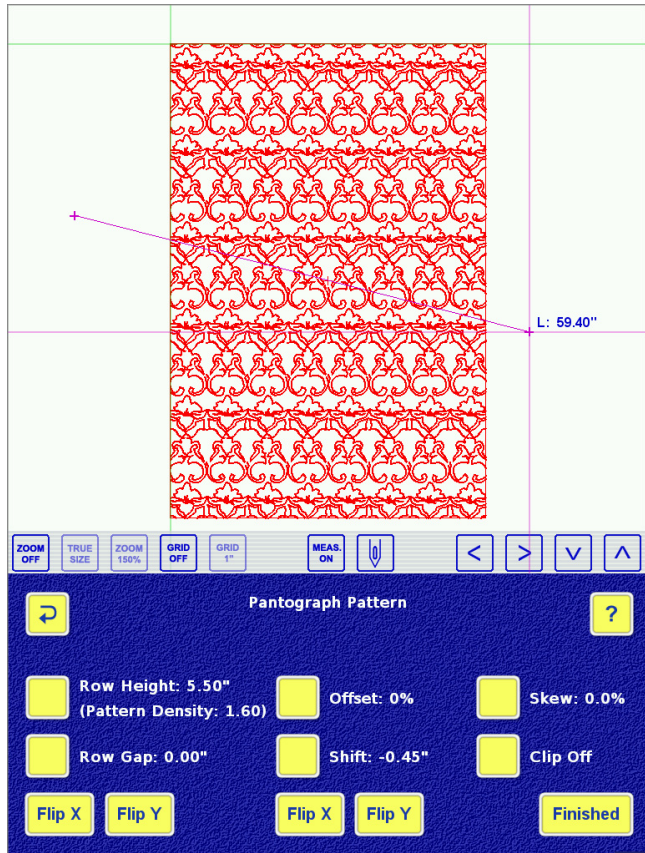 L: 59.40"
ZOOM OFF
TRUE SIZE
ZOOM 150%
GRID OFF
GRID 1"
MEAS. ON
< > V Λ
Pantograph Pattern
?
Row Height: 5.50"
(Pattern Density: 1.60)
Offset: 0%
Skew: 0.0%
Row Gap: 0.00"
Shift: -0.45"
Clip Off
Flip X
Flip Y
Flip X
Flip Y
Finished